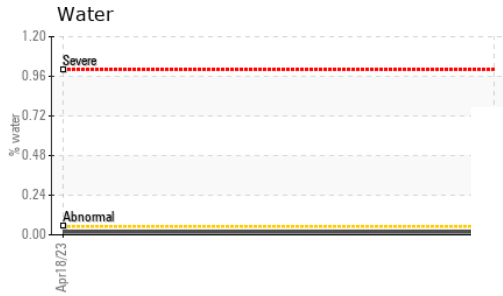 Water
1.20
Severe
0.96
0.72
% water
0.48
0.24
Abnormal
0.00
Apr18/23